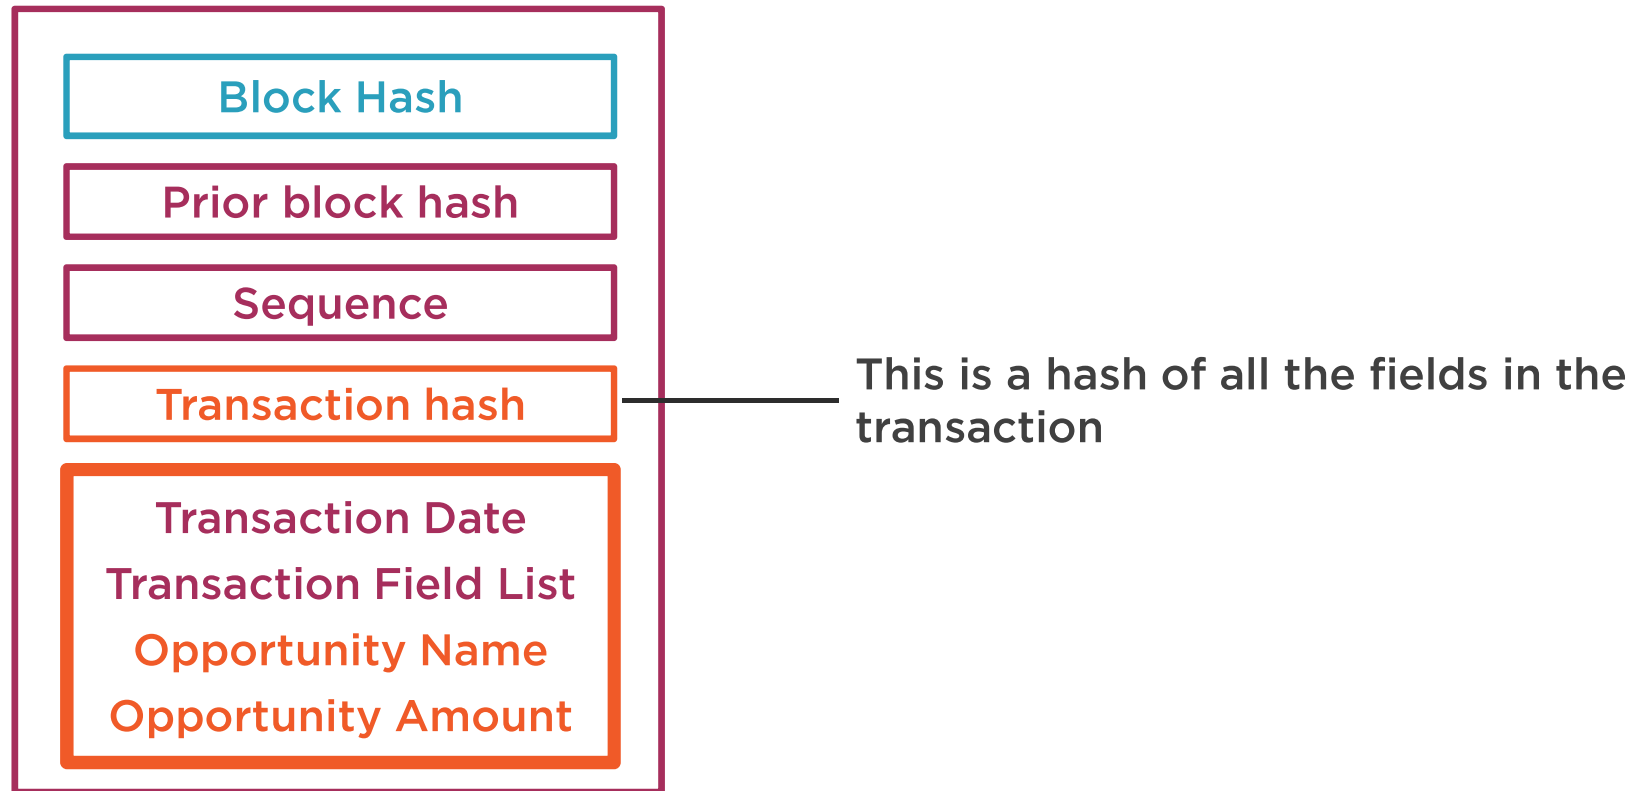 Block Hash
Prior block hash
Sequence
Transaction hash
This is a hash of all the fields in the
transaction
Transaction Date
Transaction Field List
Opportunity Name
Opportunity Amount